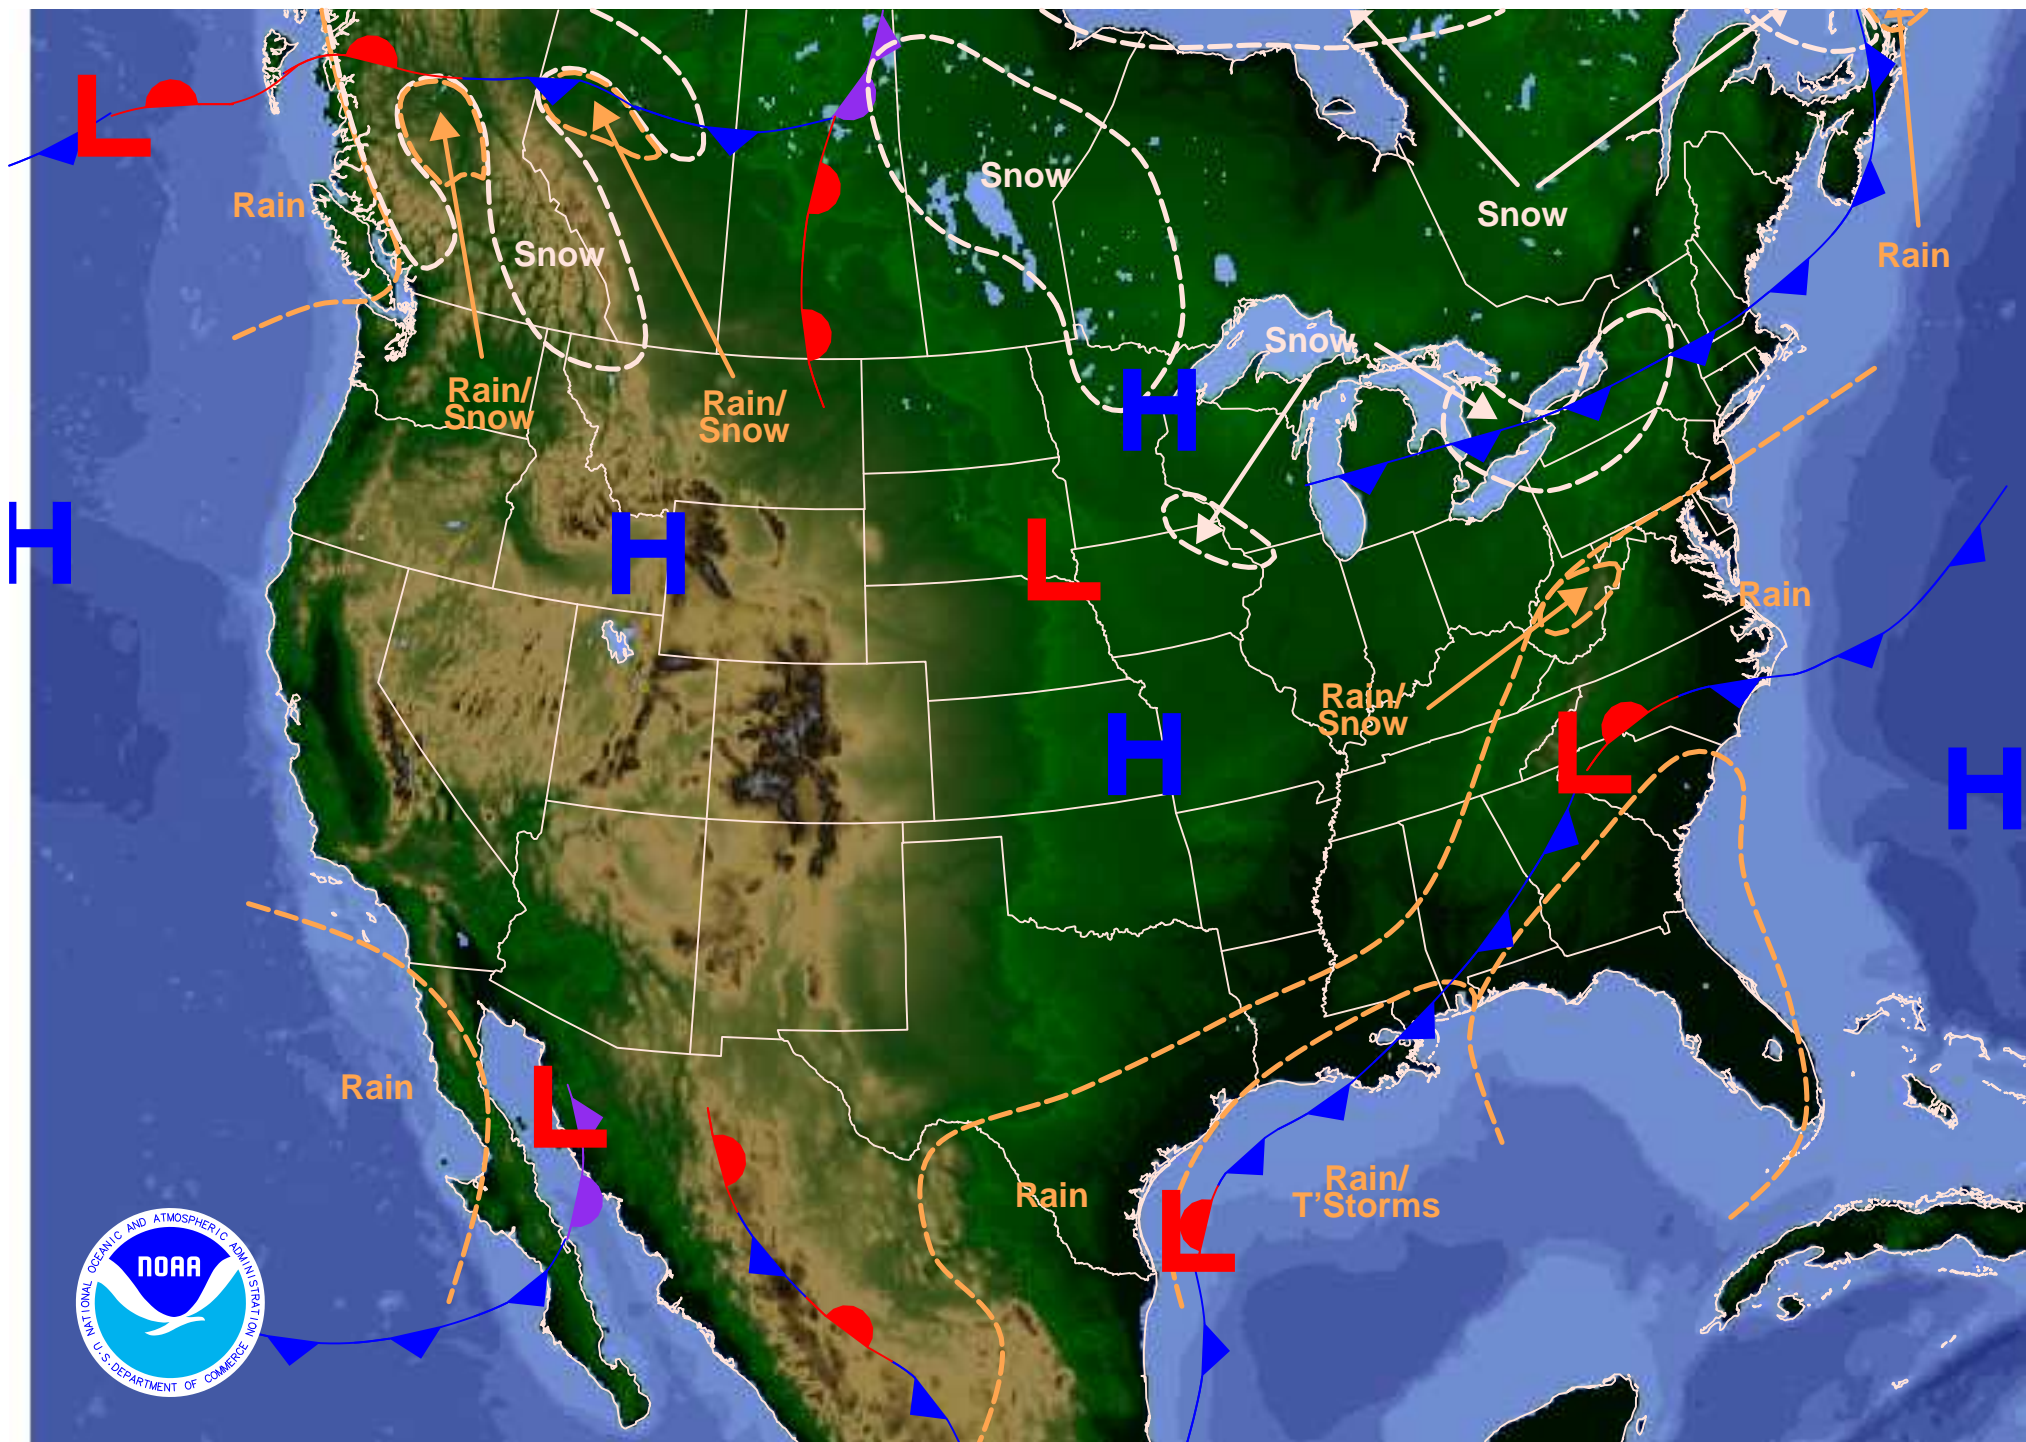 Snow
Snow
Rain
Snow
Rain
Snow
Rain/
Snow
Rain/
Snow
H
L
H
H
L
Rain
Rain/
Snow
H
L
H
Rain
L
Rain
Rain/
T'Storms
L
NOAA
NATIONAL OCEANIC AND ATMOSPHERIC ADMINISTRATION
U.S. DEPARTMENT OF COMMERCE